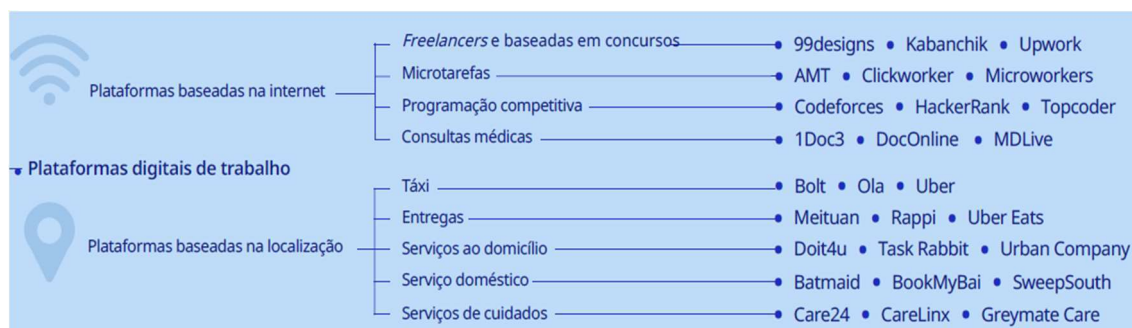 Freelancers e baseadas em concursos • 99designs • Kabanchik • Upwork
Microtarefas • AMT • Clickworker • Microworkers
Plataformas baseadas na internet
Programação competitiva • Codeforces • HackerRank • Topcoder
Consultas médicas • 1Doc3 • DocOnline • MDLive
• Plataformas digitais de trabalho
Táxi • Bolt • Ola • Uber
Entregas • Meituan • Rappi • Uber Eats
Plataformas baseadas na localização
Serviços ao domicílio • Doit4u • Task Rabbit • Urban Company
Serviço doméstico • Batmaid • BookMyBai • SweepSouth
Serviços de cuidados • Care24 • CareLinx • Greymate Care